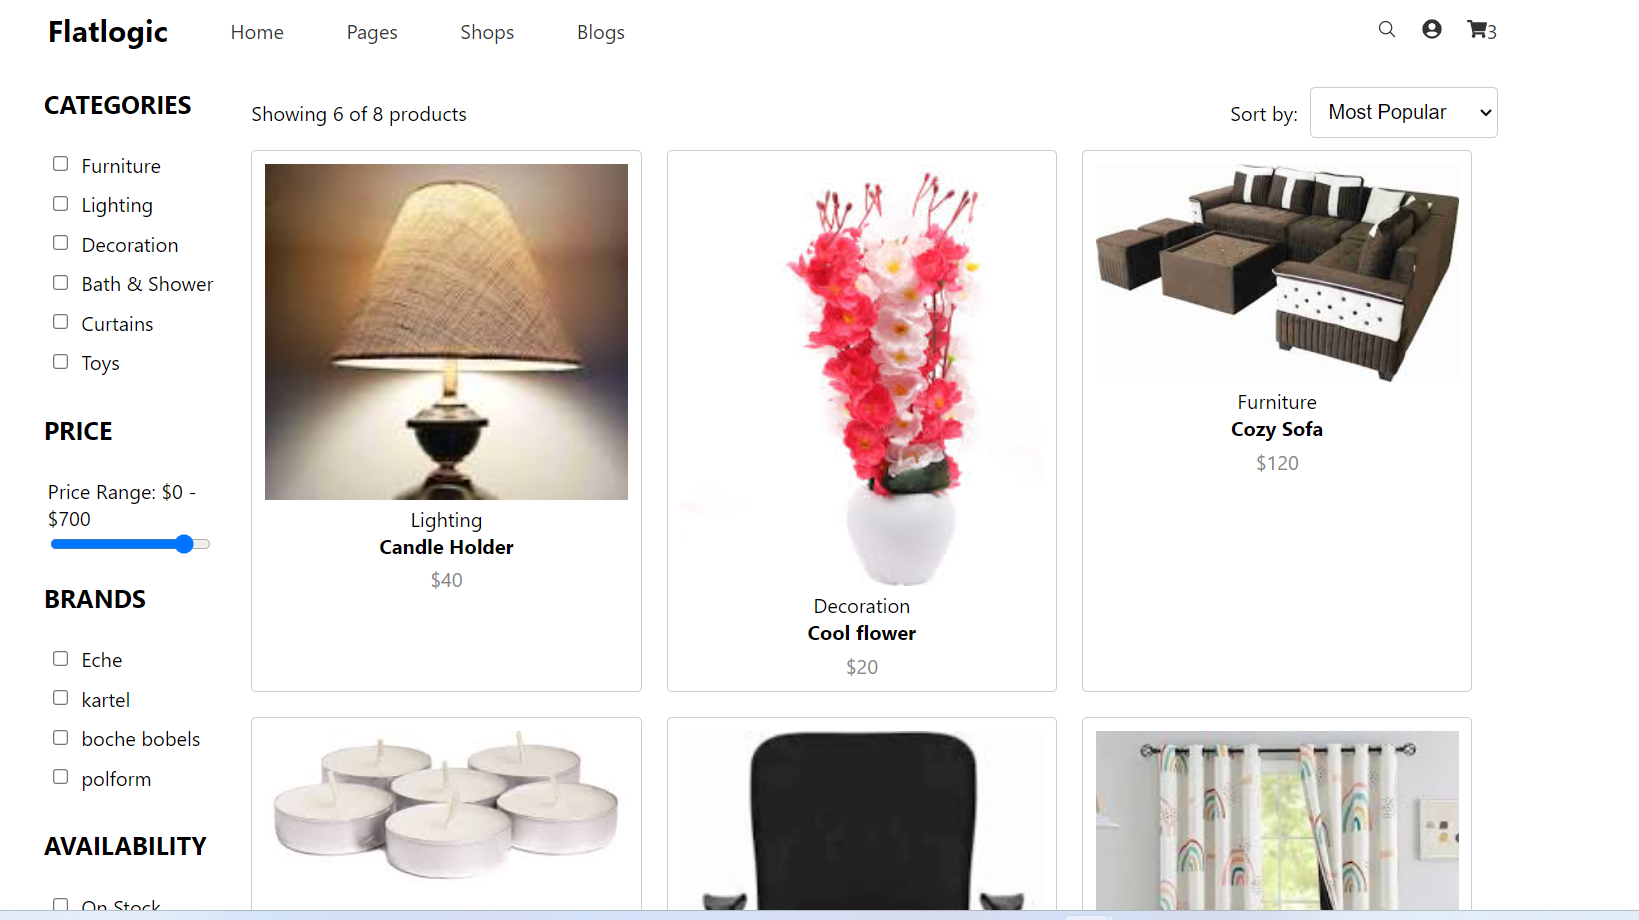 Flatlogic
Home
Pages
Shops
Blogs
3
CATEGORIES
Furniture
Lighting
Decoration
Bath & Shower
Curtains
Toys
PRICE
Price Range: $0 -
$700
BRANDS
Eche
kartel
boche bobels
polform
AVAILABILITY
On Stock
Showing 6 of 8 products
Sort by:
Most Popular
Lighting
Candle Holder
$40
Decoration
Cool flower
$20
Furniture
Cozy Sofa
$120